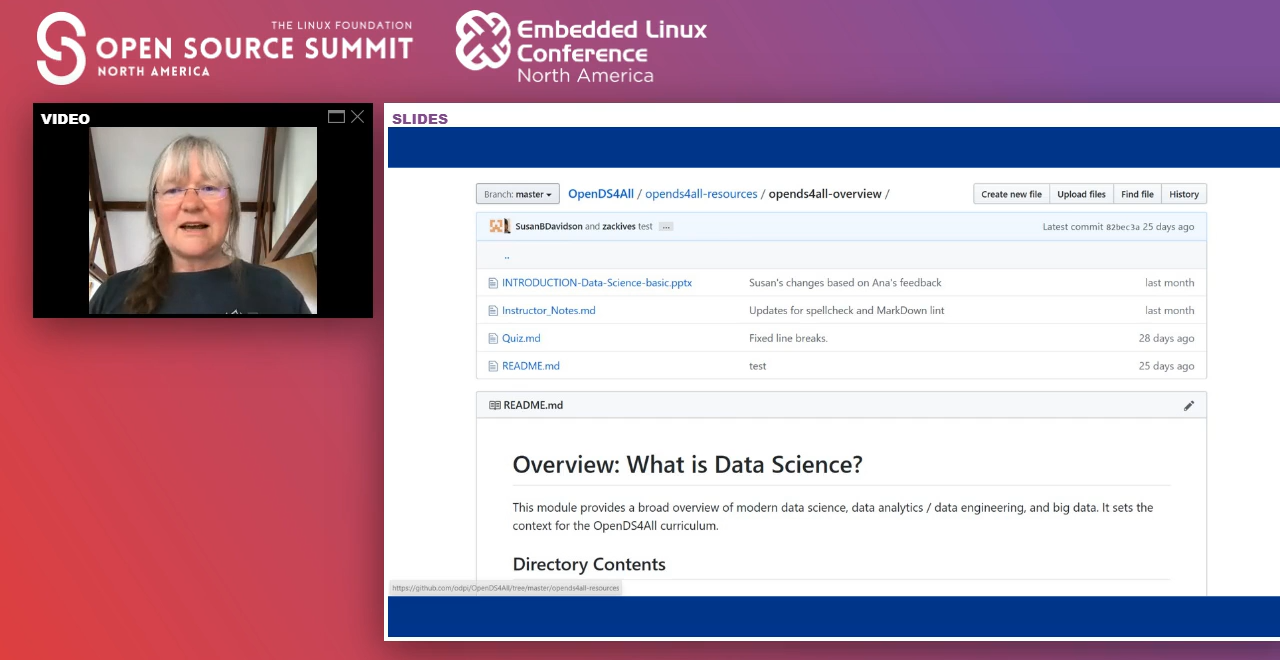 THE LINUX FOUNDATION
OPEN SOURCE SUMMIT
NORTH AMERICA
Embedded Linux
Conference
North America
VIDEO
SLIDES
Branch: master
OpenDS4All / opends4all-resources / opends4all-overview /
Create new file Upload files Find file History
SusanBDavidson and zackives test ...
Latest commit 82bec3a 25 days ago
..
INTRODUCTION-Data-Science-basic.pptx Susan's changes based on Ana's feedback last month
Instructor_Notes.md Updates for spellcheck and MarkDown lint last month
Quiz.md Fixed line breaks. 28 days ago
README.md test 25 days ago
README.md
Overview: What is Data Science?
This module provides a broad overview of modern data science, data analytics / data engineering, and big data. It sets the
context for the OpenDS4All curriculum.
Directory Contents
https://github.com/odpi/OpenDS4All/tree/master/opends4all-resources